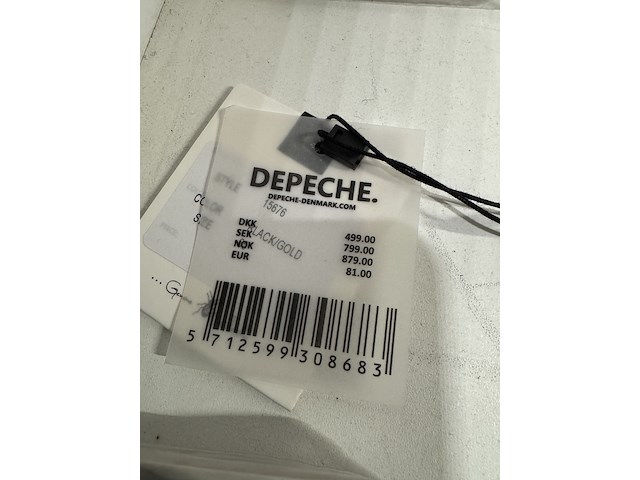 DEPECHE.
DEPECHE-DENMARK.COM
STYLE 15676
COLOR BLACK/GOLD
SIZE
DKK 499.00
SEK 799.00
NOK 879.00
EUR 81.00
5 712599 308683
... Genuine